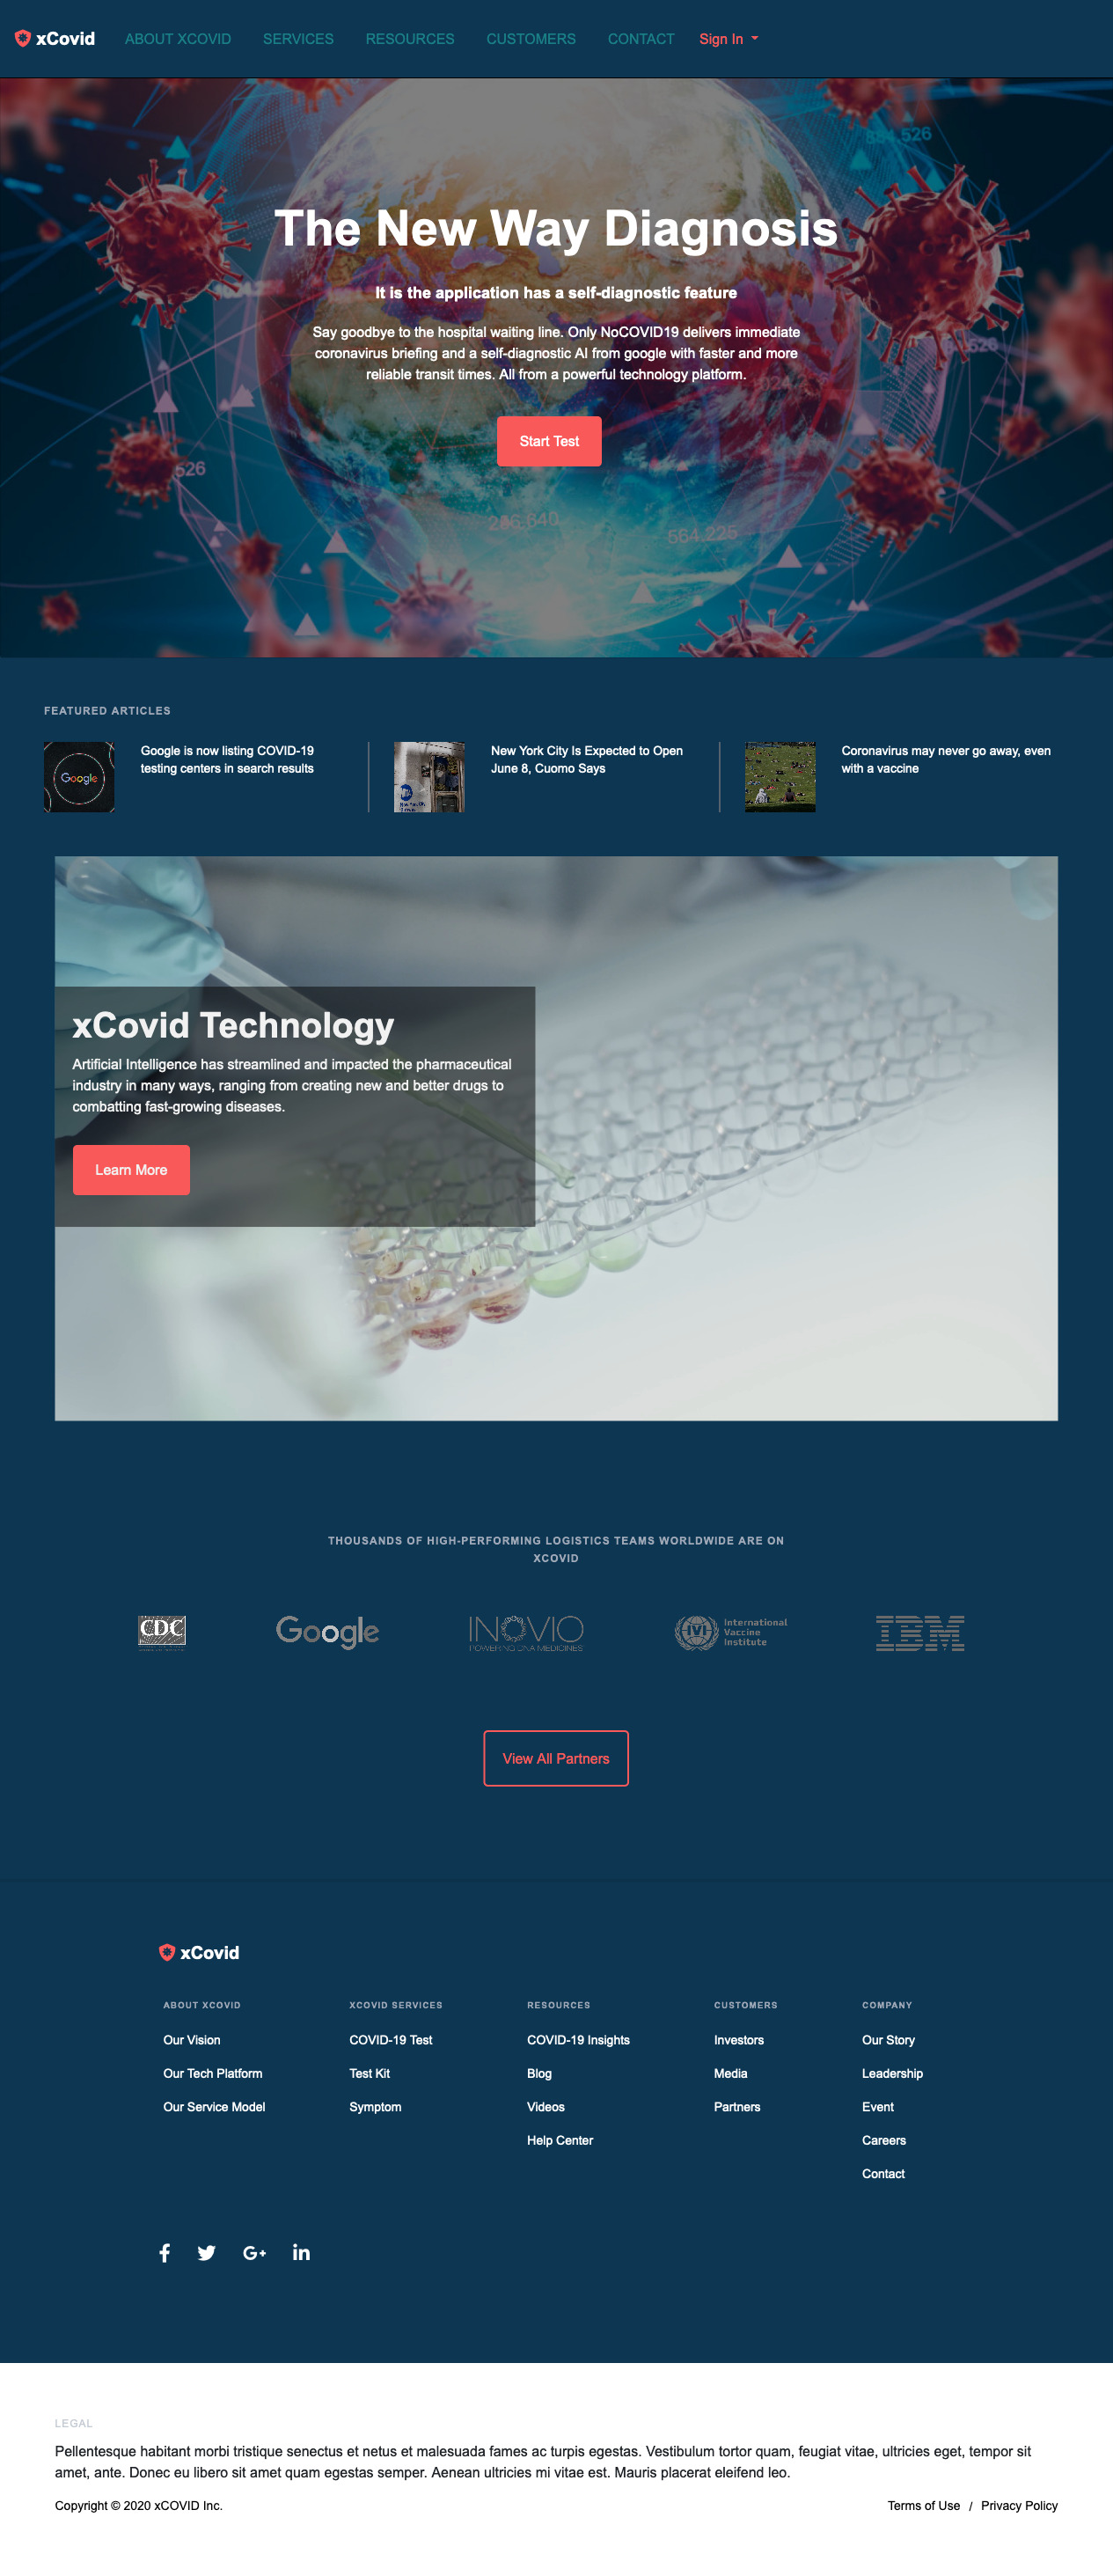 xCovid
ABOUT XCOVID
SERVICES
RESOURCES
CUSTOMERS
CONTACT
Sign In
884,526
The New Way Diagnosis
It is the application has a self-diagnostic feature
Say goodbye to the hospital waiting line. Only NoCOVID19 delivers immediate
coronavirus briefing and a self-diagnostic AI from google with faster and more
reliable transit times. All from a powerful technology platform.
526
Start Test
526
286,640
564,225
FEATURED ARTICLES
Google
Google is now listing COVID-19
testing centers in search results
New York City Is Expected to Open
June 8, Cuomo Says
Coronavirus may never go away, even
with a vaccine
xCovid Technology
Artificial Intelligence has streamlined and impacted the pharmaceutical
industry in many ways, ranging from creating new and better drugs to
combatting fast-growing diseases.
Learn More
THOUSANDS OF HIGH-PERFORMING LOGISTICS TEAMS WORLDWIDE ARE ON
XCOVID
CDC
Google
INOVIO
POWERING DNA MEDICINES
IVI
International
Vaccine
Institute
IBM
View All Partners
xCovid
ABOUT XCOVID
Our Vision
Our Tech Platform
Our Service Model
XCOVID SERVICES
COVID-19 Test
Test Kit
Symptom
RESOURCES
COVID-19 Insights
Blog
Videos
Help Center
CUSTOMERS
Investors
Media
Partners
COMPANY
Our Story
Leadership
Event
Careers
Contact
LEGAL
Pellentesque habitant morbi tristique senectus et netus et malesuada fames ac turpis egestas. Vestibulum tortor quam, feugiat vitae, ultricies eget, tempor sit
amet, ante. Donec eu libero sit amet quam egestas semper. Aenean ultricies mi vitae est. Mauris placerat eleifend leo.
Copyright © 2020 xCOVID Inc.
Terms of Use / Privacy Policy